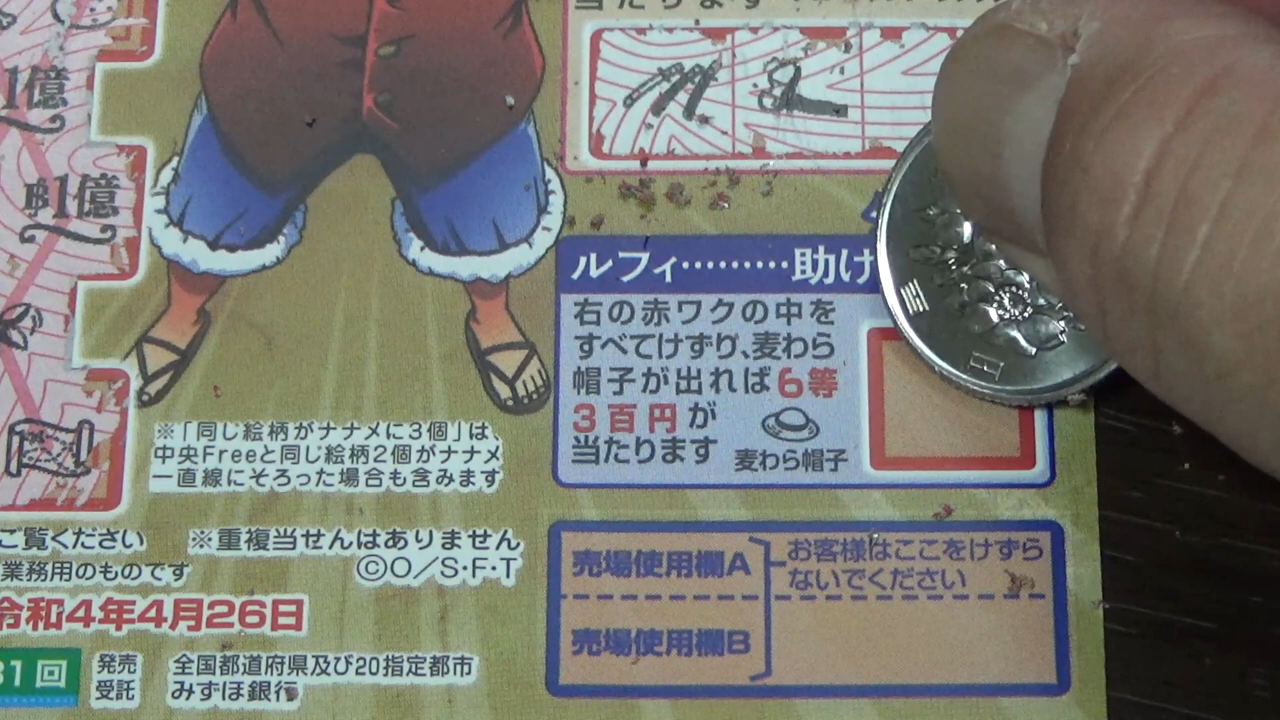 当たります
1億
฿1億
ルフィ………助け
右の赤ワクの中を
すべてけずり、麦わら
帽子が出れば6等
3百円が
当たります
麦わら帽子
※「同じ絵柄がナナメに3個」は、
中央Freeと同じ絵柄2個がナナメ
一直線にそろった場合も含みます
ご覧ください ※重複当せんはありません
業務用のものです ©O／S・F・T
令和4年4月26日
31回
発売
受託
全国都道府県及び20指定都市
みずほ銀行
売場使用欄A
お客様はここをけずら
ないでください
売場使用欄B